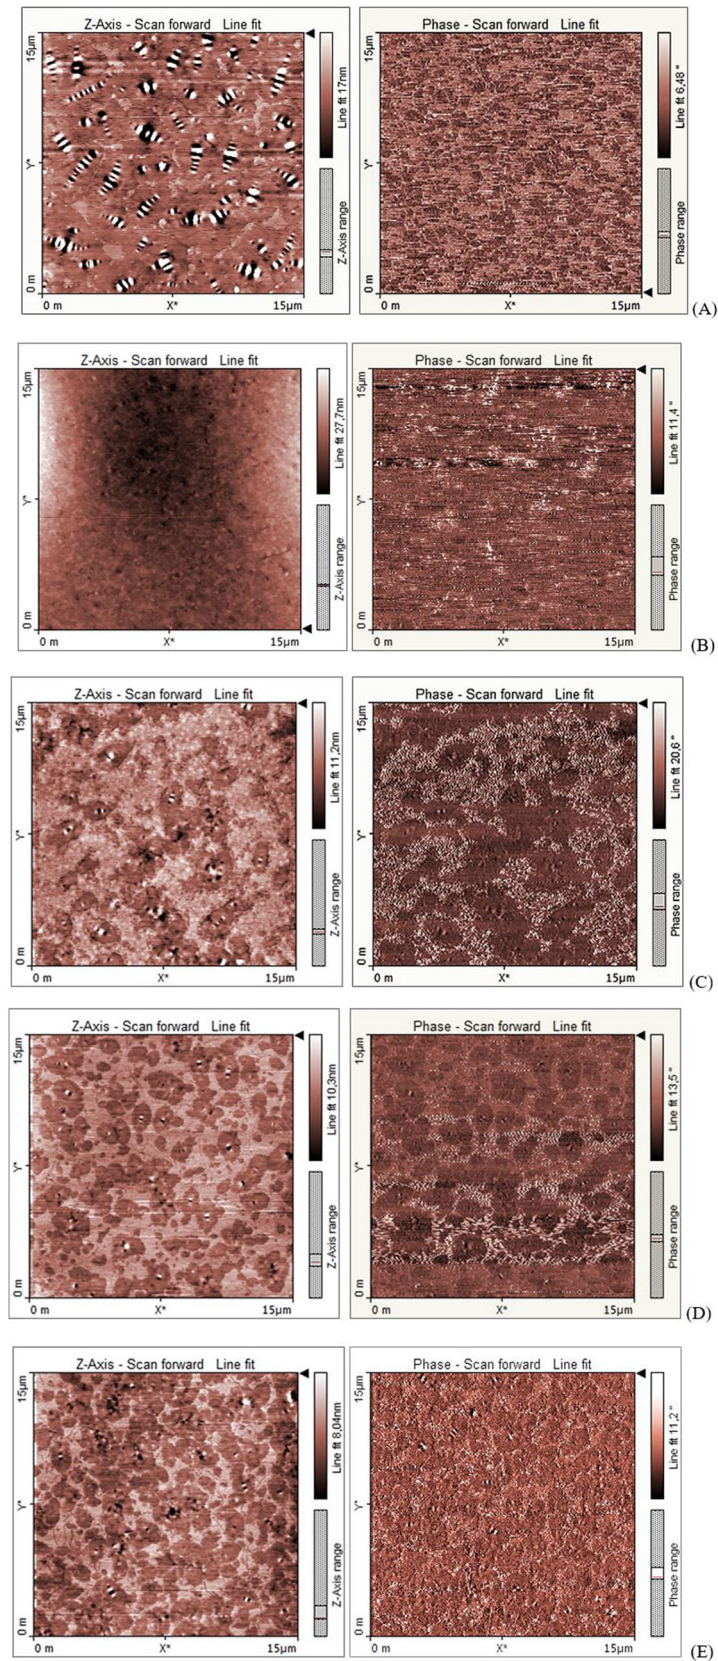 Z-Axis - Scan forward Line fit
15µm
Y*
0 m
0 m X* 15µm
Line fit 17nm
Z-Axis range
Phase - Scan forward Line fit
15µm
Y*
0 m
0 m X* 15µm
Line fit 6,48 °
Phase range
(A)
Z-Axis - Scan forward Line fit
15µm
Y*
0 m
0 m X* 15µm
Line fit 27,7nm
Z-Axis range
Phase - Scan forward Line fit
15µm
Y*
0 m
0 m X* 15µm
Line fit 11,4 °
Phase range
(B)
Z-Axis - Scan forward Line fit
15µm
Y*
0 m
0 m X* 15µm
Line fit 11,2nm
Z-Axis range
Phase - Scan forward Line fit
15µm
Y*
0 m
0 m X* 15µm
Line fit 20,6 °
Phase range
(C)
Z-Axis - Scan forward Line fit
15µm
Y*
0 m
0 m X* 15µm
Line fit 10,3nm
Z-Axis range
Phase - Scan forward Line fit
15µm
Y*
0 m
0 m X* 15µm
Line fit 13,5 °
Phase range
(D)
Z-Axis - Scan forward Line fit
15µm
Y*
0 m
0 m X* 15µm
Line fit 8,04nm
Z-Axis range
Phase - Scan forward Line fit
15µm
Y*
0 m
0 m X* 15µm
Line fit 11,2 °
Phase range
(E)